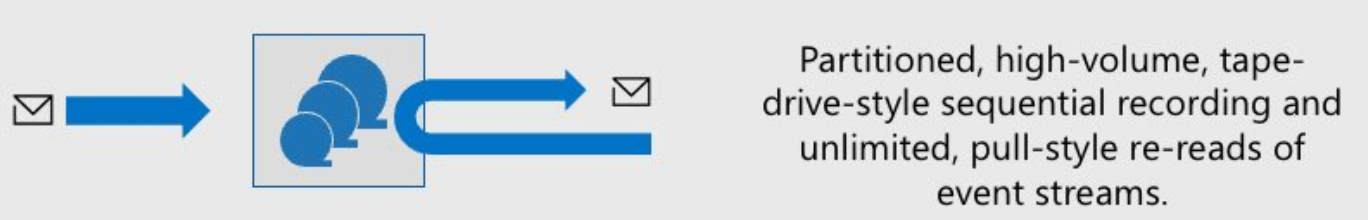 Partitioned, high-volume, tape-
drive-style sequential recording and
unlimited, pull-style re-reads of
event streams.